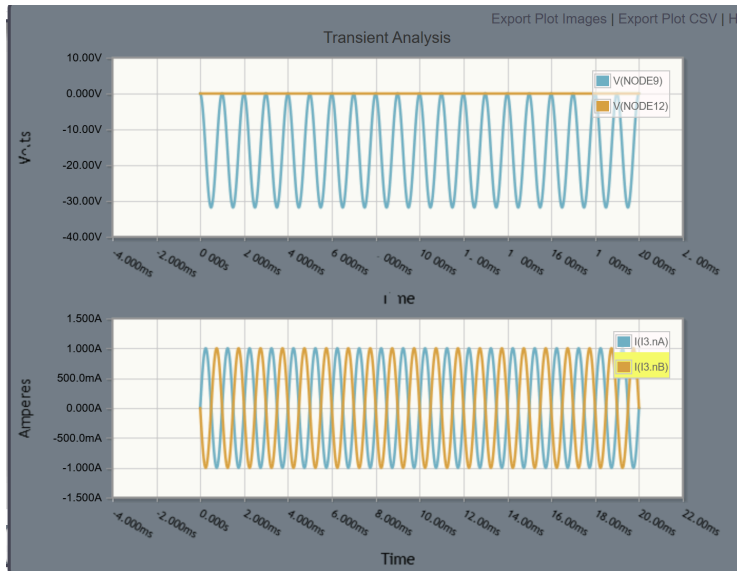 Export Plot Images | Export Plot CSV | H
Transient Analysis
10.00V
0.000V
-10.00V
-20.00V
-30.00V
-40.00V
V(NODE9)
V(NODE12)
-4.000ms
-2.000ms
0.000s
2.000ms
4.000ms
6.000ms
10.00ms
16.00ms
20.00ms
1.500A
1.000A
500.0mA
0.000A
-500.0mA
-1.000A
-1.500A
Amperes
I(I3.nA)
I(I3.nB)
-4.000ms
-2.000ms
0.000s
2.000ms
4.000ms
6.000ms
8.000ms
10.00ms
12.00ms
14.00ms
16.00ms
18.00ms
20.00ms
22.00ms
Time